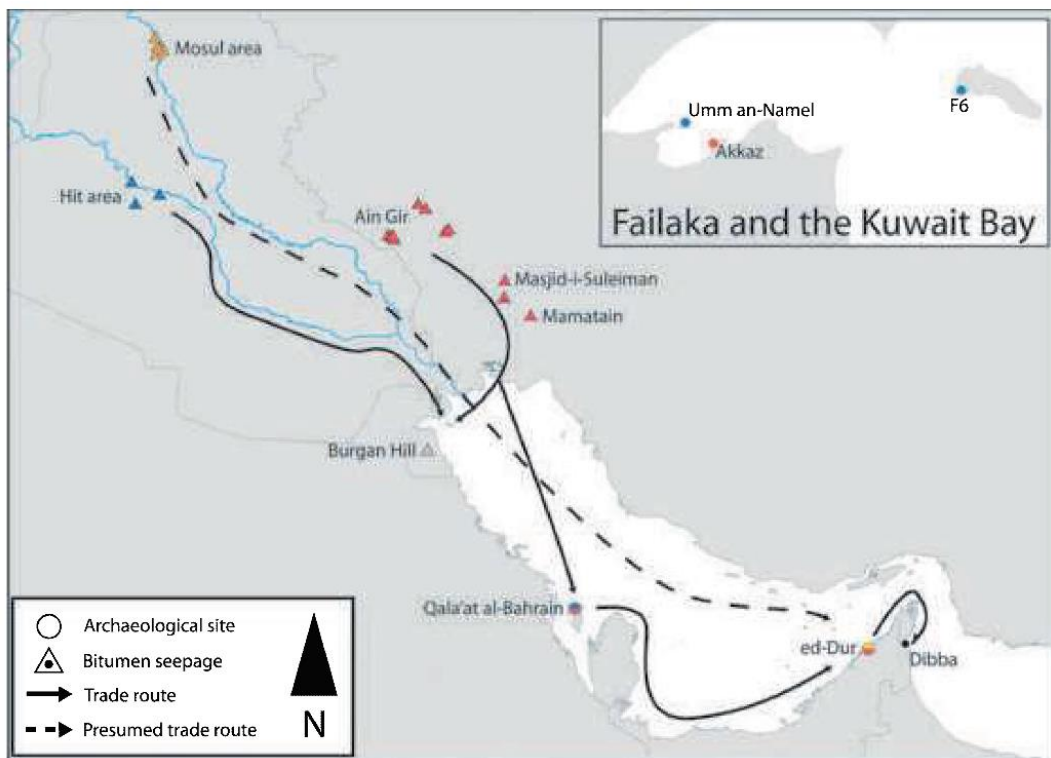 Mosul area
Umm an-Namel
F6
Akkaz
Hit area
Ain Gir
Failaka and the Kuwait Bay
Masjid-i-Suleiman
Mamatain
Burgan Hill
Qala'at al-Bahrain
ed-Dur
Dibba
Archaeological site
Bitumen seepage
Trade route
Presumed trade route
N